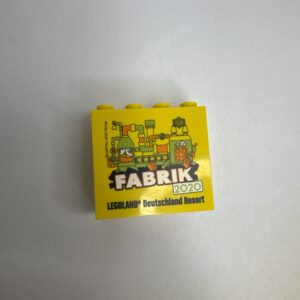 FABRIK
2020
LEGOLAND® Deutschland Resort